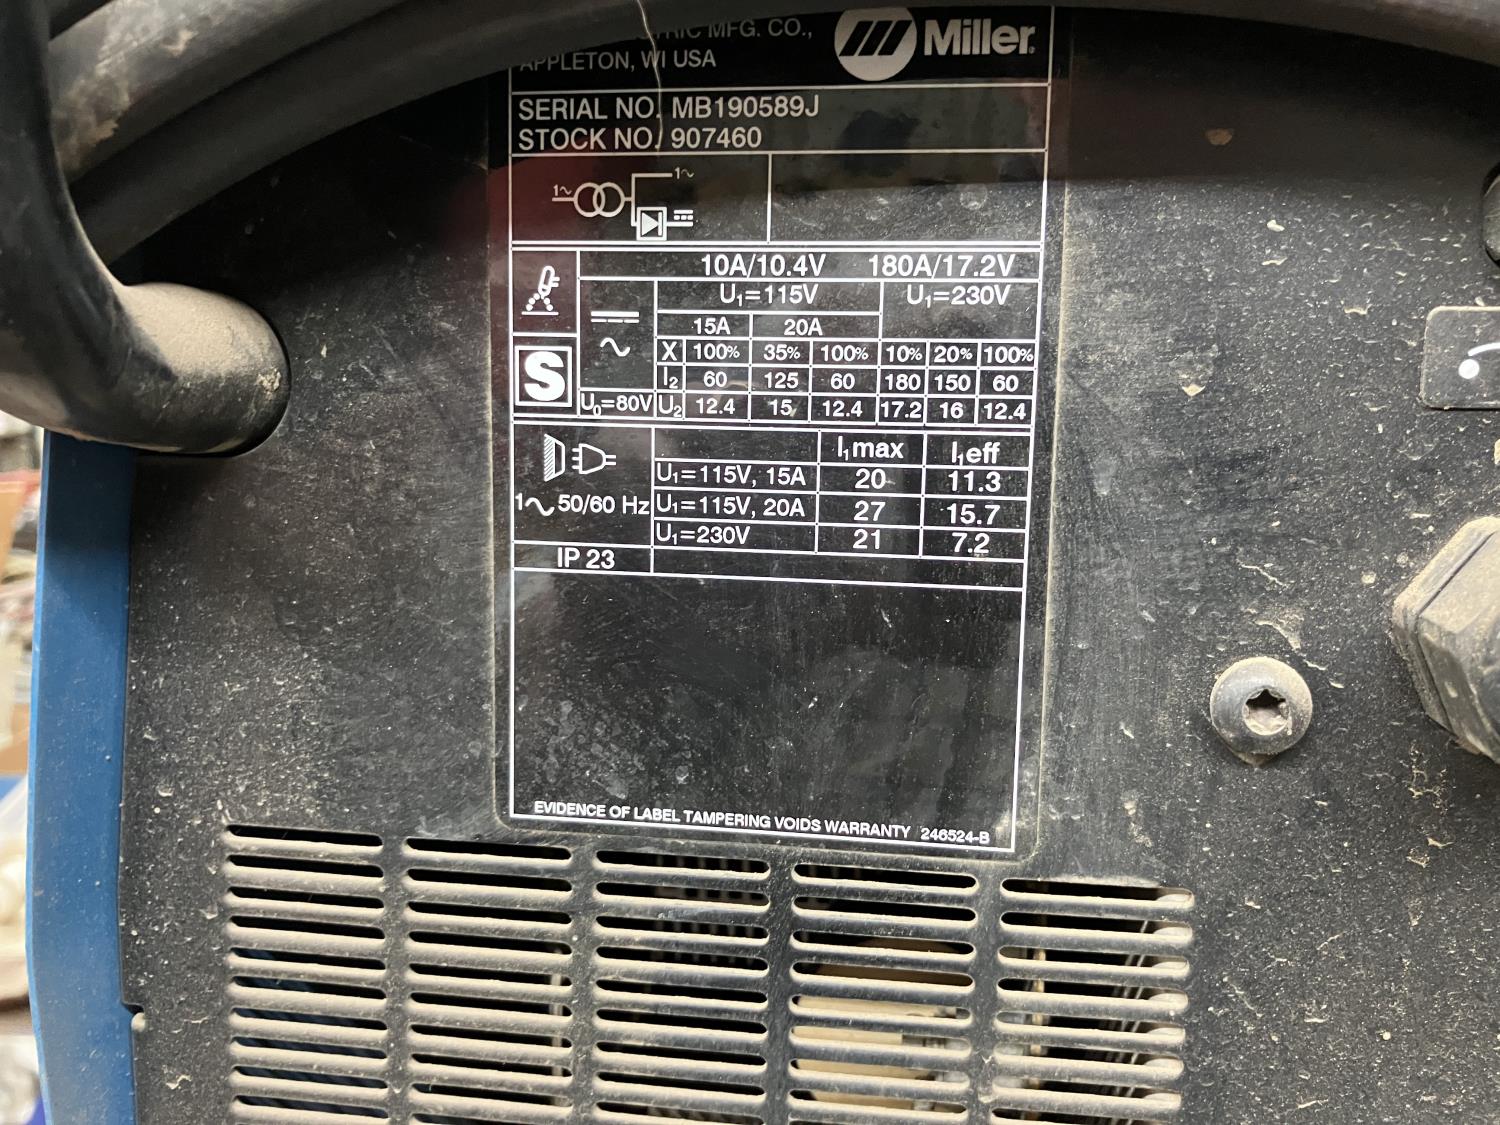 MFG. CO.,
APPLETON, WI USA
Miller
SERIAL NO. MB190589J
STOCK NO. 907460
1~ 1~
10A/10.4V 180A/17.2V
U1=115V U1=230V
15A 20A
X 100% 35% 100% 10% 20% 100%
I2 60 125 60 180 150 60
S
U0=80V U2 12.4 15 12.4 17.2 16 12.4
I1max I1eff
U1=115V, 15A 20 11.3
1~ 50/60 Hz U1=115V, 20A 27 15.7
U1=230V 21 7.2
IP 23
EVIDENCE OF LABEL TAMPERING VOIDS WARRANTY 246524-B